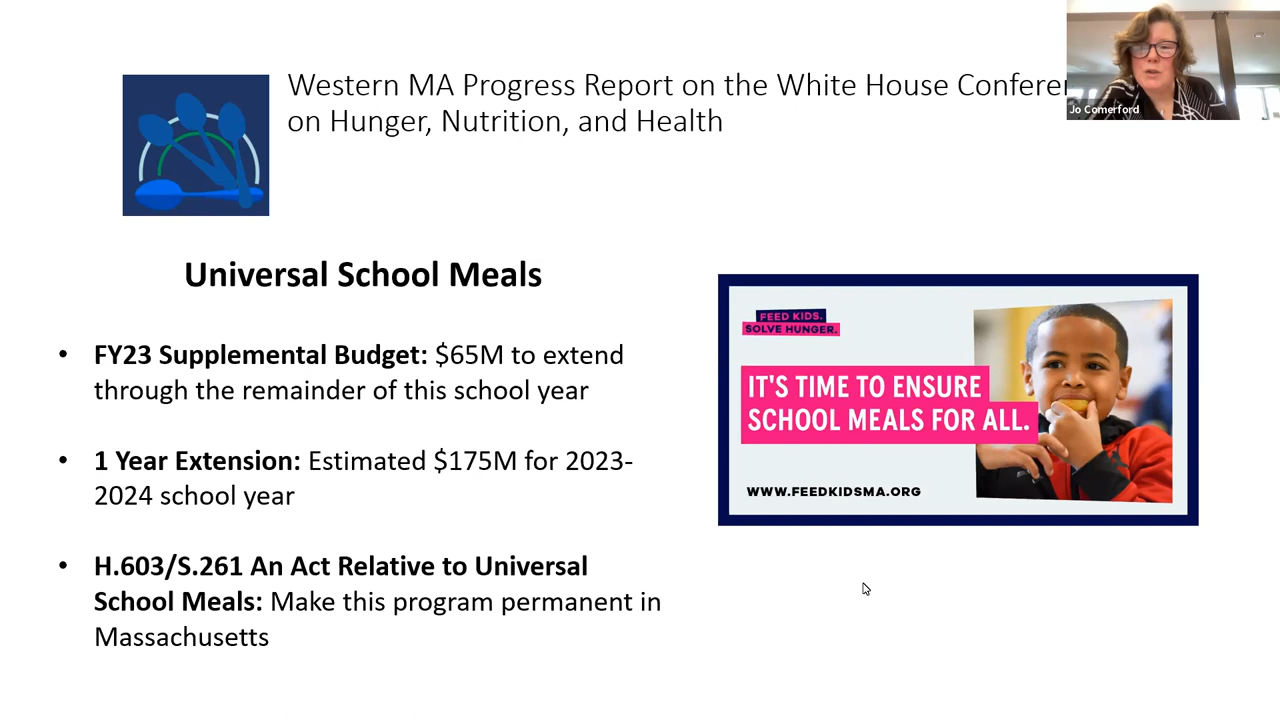 Western MA Progress Report on the White House
on Hunger, Nutrition, and Health
Jo Comerford
Universal School Meals
• FY23 Supplemental Budget: $65M to extend
through the remainder of this school year
• 1 Year Extension: Estimated $175M for 2023-
2024 school year
• H.603/S.261 An Act Relative to Universal
School Meals: Make this program permanent in
Massachusetts
FEED KIDS.
SOLVE HUNGER.
IT'S TIME TO ENSURE
SCHOOL MEALS FOR ALL.
WWW.FEEDKIDSMA.ORG